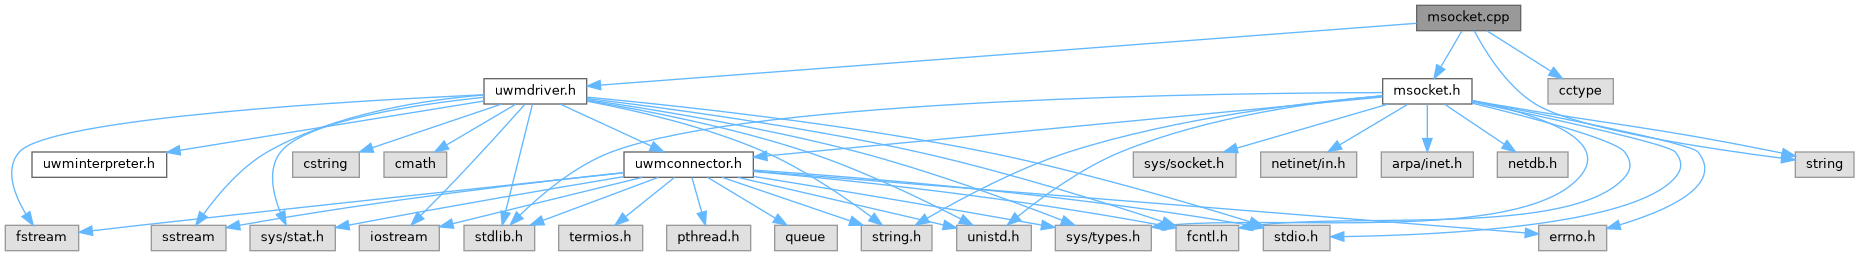 msocket.cpp
uwmdriver.h
msocket.h
cctype
uwminterpreter.h
cstring
cmath
uwmconnector.h
sys/socket.h
netinet/in.h
arpa/inet.h
netdb.h
string
fstream
sstream
sys/stat.h
iostream
stdlib.h
termios.h
pthread.h
queue
string.h
unistd.h
sys/types.h
fcntl.h
stdio.h
errno.h